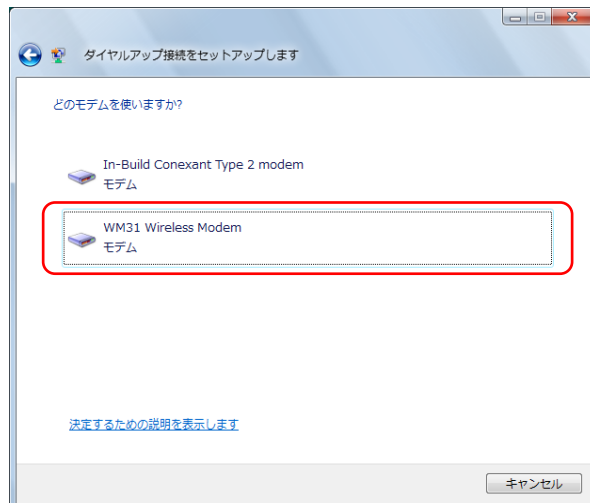 ダイヤルアップ接続をセットアップします
どのモデムを使いますか?
In-Build Conexant Type 2 modem
モデム
WM31 Wireless Modem
モデム
決定するための説明を表示します
キャンセル